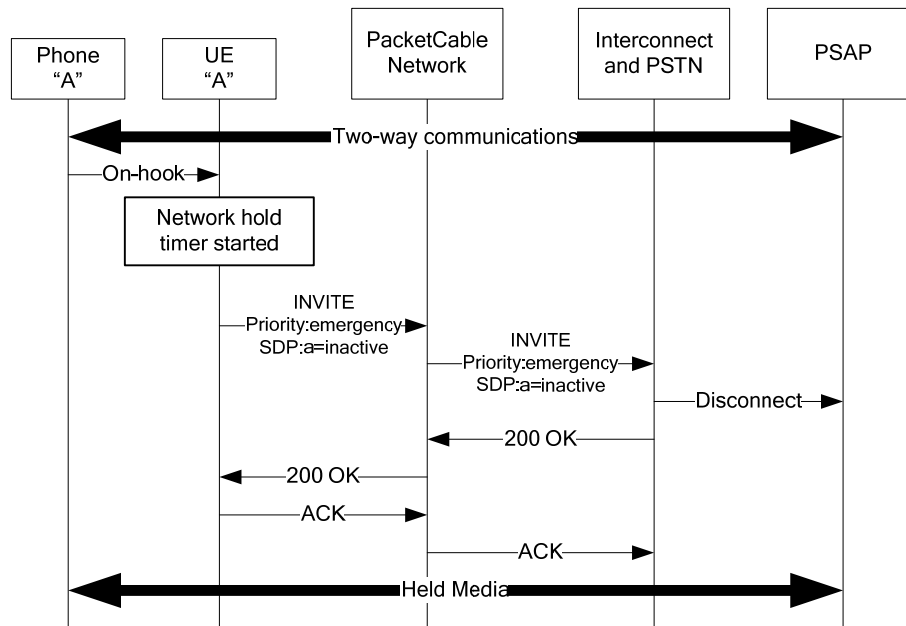 Phone
“A”
UE
“A”
PacketCable
Network
Interconnect
and PSTN
PSAP
Two-way communications
On-hook
Network hold
timer started
INVITE
Priority:emergency
SDP:a=inactive
INVITE
Priority:emergency
SDP:a=inactive
Disconnect
200 OK
200 OK
ACK
ACK
Held Media